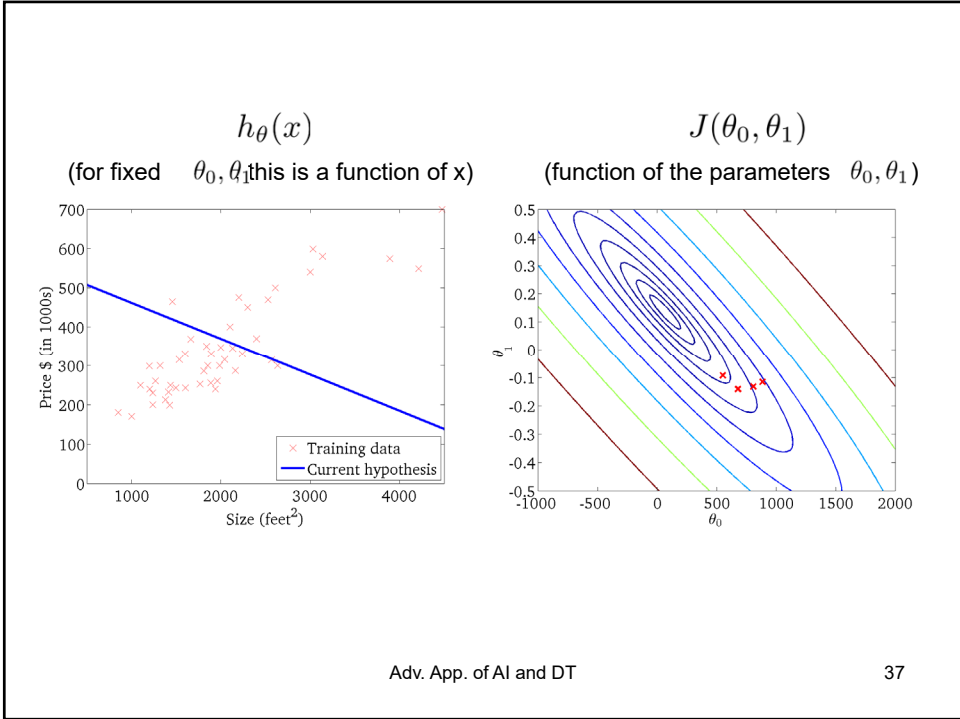 h_θ(x)
(for fixed θ₀, θ₁ this is a function of x)
700
600
500
400
300
200
100
0
Price $ (in 1000s)
1000 2000 3000 4000
Size (feet²)
Training data
Current hypothesis
J(θ₀, θ₁)
(function of the parameters θ₀, θ₁)
0.5
0.4
0.3
0.2
0.1
0
-0.1
-0.2
-0.3
-0.4
-0.5
θ₁
-1000 -500 0 500 1000 1500 2000
θ₀
Adv. App. of AI and DT 37